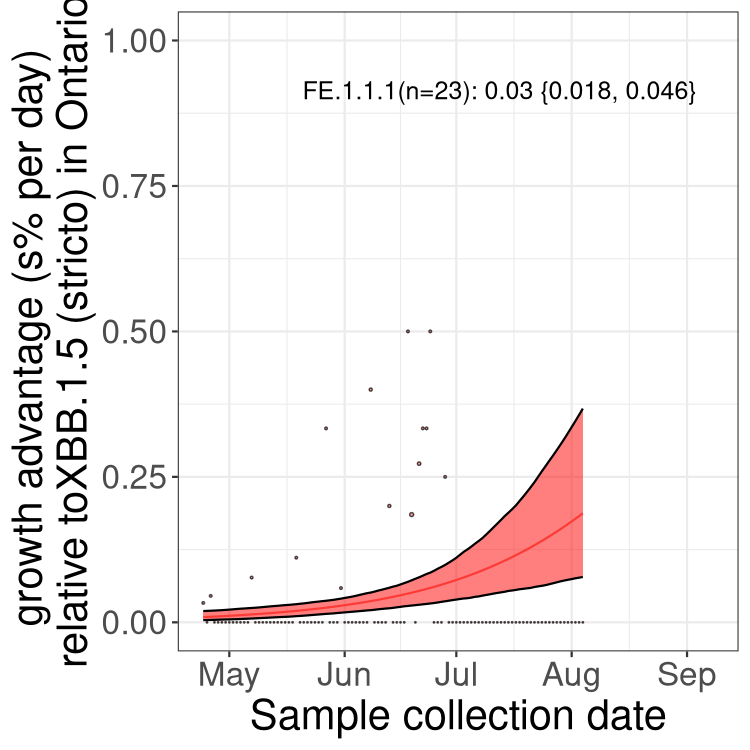 growth advantage (s% per day)
relative toXBB.1.5 (stricto) in Ontario
1.00
0.75
0.50
0.25
0.00
FE.1.1.1(n=23): 0.03 {0.018, 0.046}
May Jun Jul Aug Sep
Sample collection date